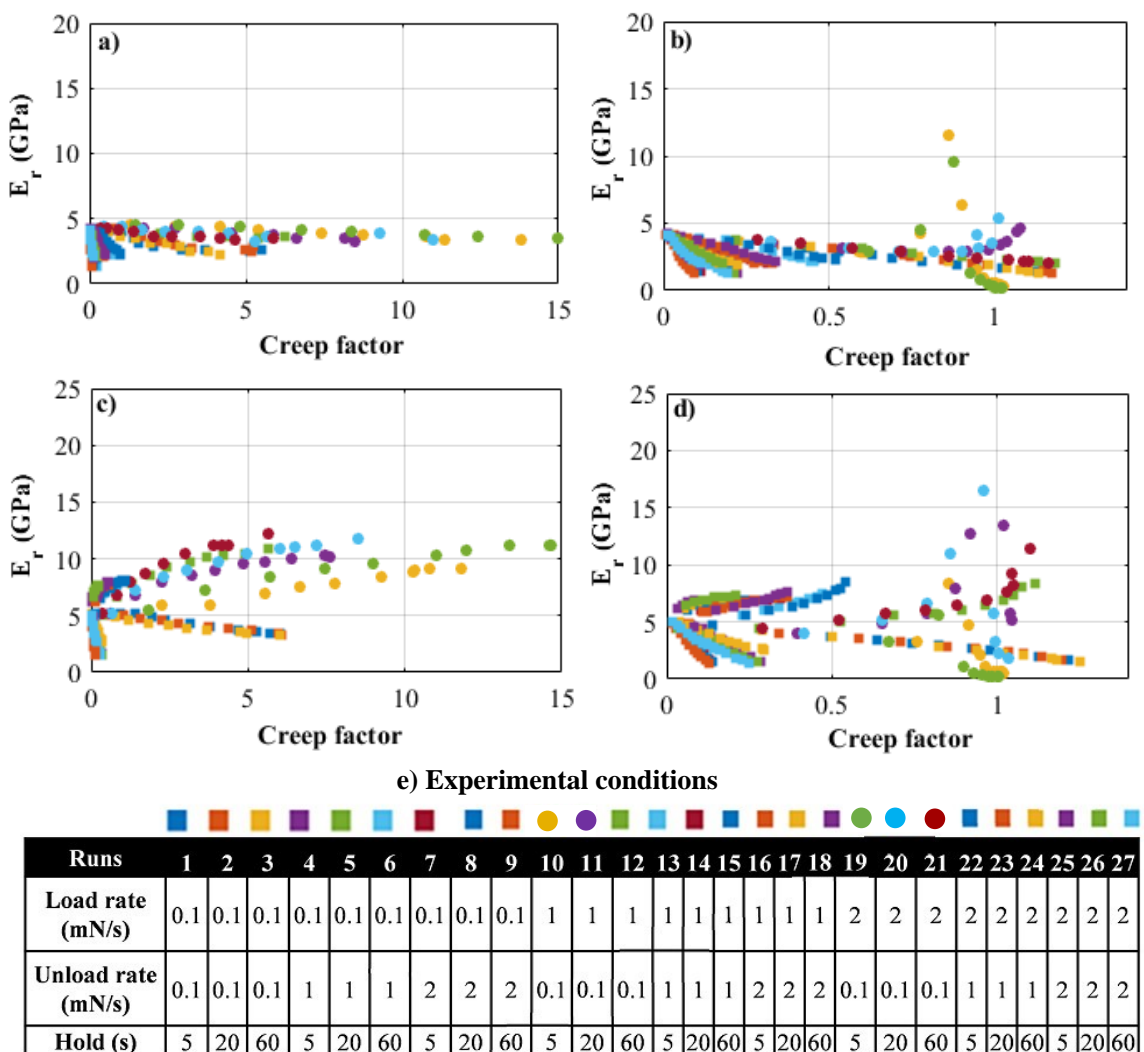 a)
20
15
10
5
0
E_r (GPa)
0 5 10 15
Creep factor
b)
20
15
10
5
0
E_r (GPa)
0 0.5 1
Creep factor
c)
25
20
15
10
5
0
E_r (GPa)
0 5 10 15
Creep factor
d)
25
20
15
10
5
0
E_r (GPa)
0 0.5 1
Creep factor
e) Experimental conditions
Runs 1 2 3 4 5 6 7 8 9 10 11 12 13 14 15 16 17 18 19 20 21 22 23 24 25 26 27
Load rate (mN/s) 0.1 0.1 0.1 0.1 0.1 0.1 0.1 0.1 0.1 1 1 1 1 1 1 1 1 1 2 2 2 2 2 2 2 2 2
Unload rate (mN/s) 0.1 0.1 0.1 1 1 1 2 2 2 0.1 0.1 0.1 1 1 1 2 2 2 0.1 0.1 0.1 1 1 1 2 2 2
Hold (s) 5 20 60 5 20 60 5 20 60 5 20 60 5 20 60 5 20 60 5 20 60 5 20 60 5 20 60